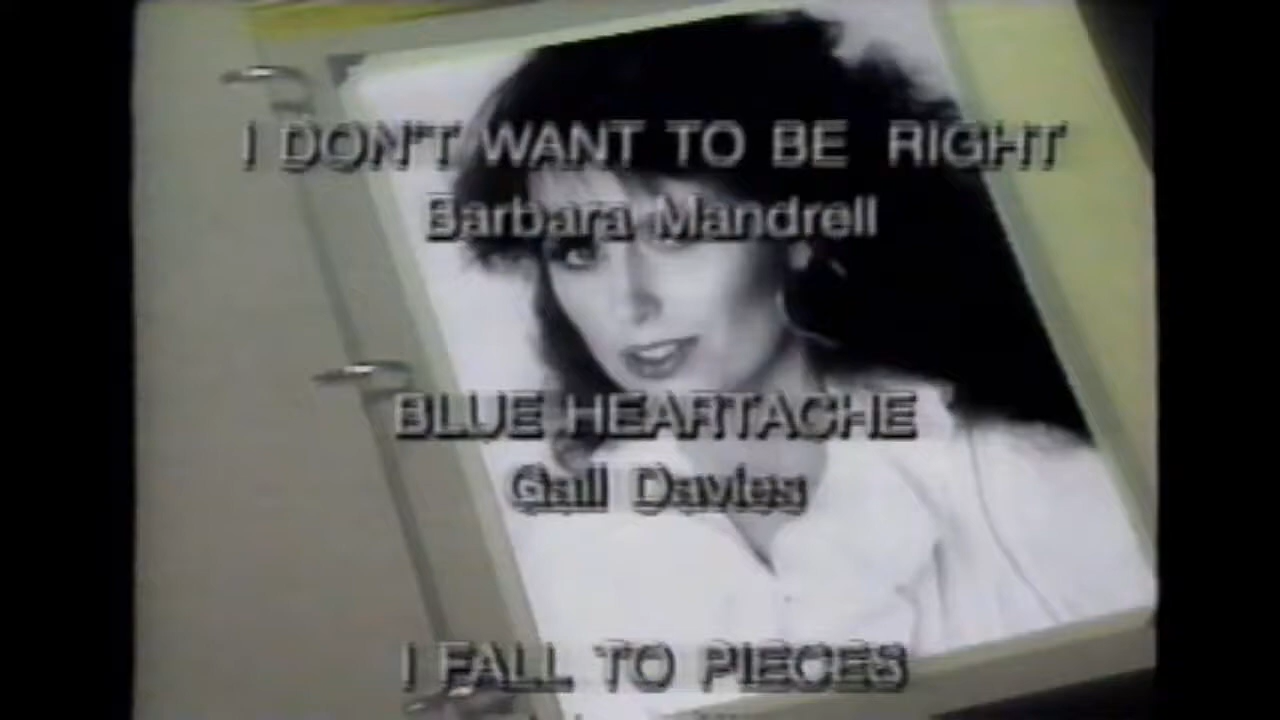 I DON'T WANT TO BE RIGHT
Barbara Mandrell
BLUE HEARTACHE
Gail Davies
I FALL TO PIECES